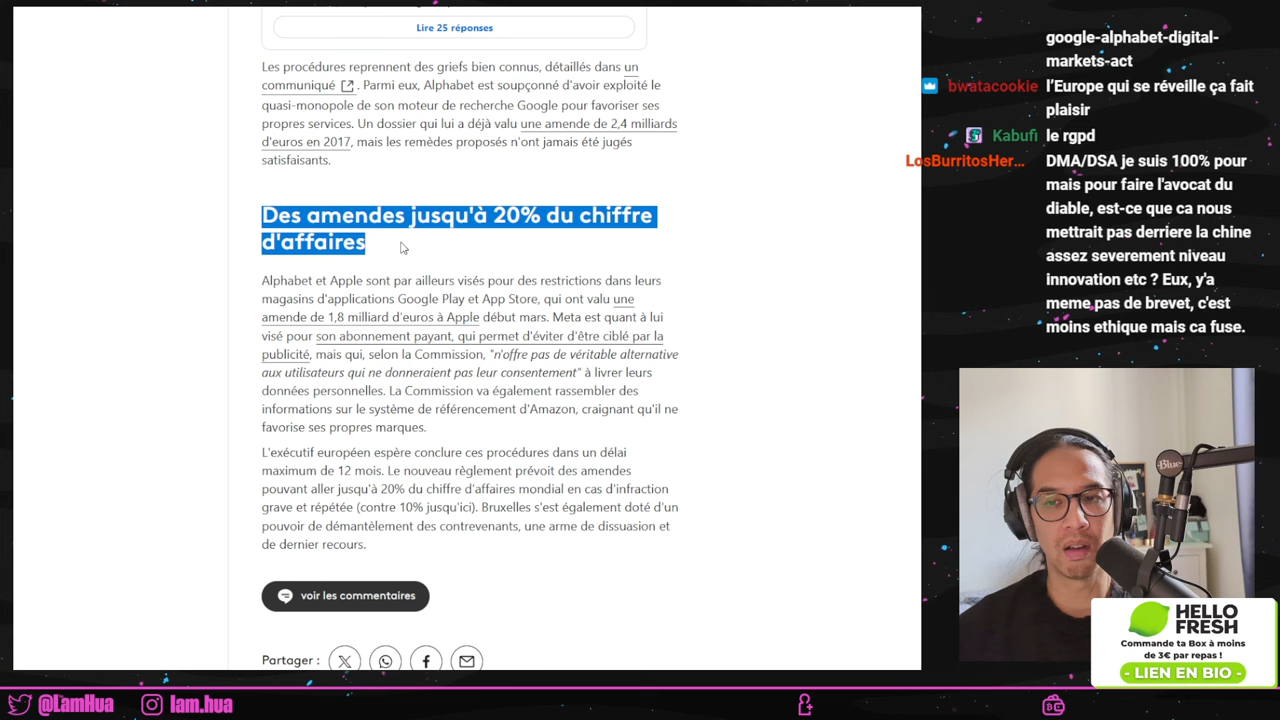 Lire 25 réponses
Les procédures reprennent des griefs bien connus, détaillés dans un
communiqué . Parmi eux, Alphabet est soupçonné d'avoir exploité le
quasi-monopole de son moteur de recherche Google pour favoriser ses
propres services. Un dossier qui lui a déjà valu une amende de 2,4 milliards
d'euros en 2017, mais les remèdes proposés n'ont jamais été jugés
satisfaisants.
Des amendes jusqu'à 20% du chiffre
d'affaires
Alphabet et Apple sont par ailleurs visés pour des restrictions dans leurs
magasins d'applications Google Play et App Store, qui ont valu une
amende de 1,8 milliard d'euros à Apple début mars. Meta est quant à lui
visé pour son abonnement payant, qui permet d'éviter d'être ciblé par la
publicité, mais qui, selon la Commission, "n'offre pas de véritable alternative
aux utilisateurs qui ne donneraient pas leur consentement" à livrer leurs
données personnelles. La Commission va également rassembler des
informations sur le système de référencement d'Amazon, craignant qu'il ne
favorise ses propres marques.
L'exécutif européen espère conclure ces procédures dans un délai
maximum de 12 mois. Le nouveau règlement prévoit des amendes
pouvant aller jusqu'à 20% du chiffre d'affaires mondial en cas d'infraction
grave et répétée (contre 10% jusqu'ici). Bruxelles s'est également doté d'un
pouvoir de démantèlement des contrevenants, une arme de dissuasion et
de dernier recours.
voir les commentaires
Partager :
google-alphabet-digital-
markets-act
bwatacookie l'Europe qui se réveille ça fait
plaisir
Kabufi le rgpd
LosBurritosHer... DMA/DSA je suis 100% pour
mais pour faire l'avocat du
diable, est-ce que ca nous
mettrait pas derriere la chine
assez severement niveau
innovation etc ? Eux, y'a
meme pas de brevet, c'est
moins ethique mais ca fuse.
Blue
HELLO
FRESH
Commande ta Box à moins
de 3€ par repas !
- LIEN EN BIO -
@LamHua
lam.hua